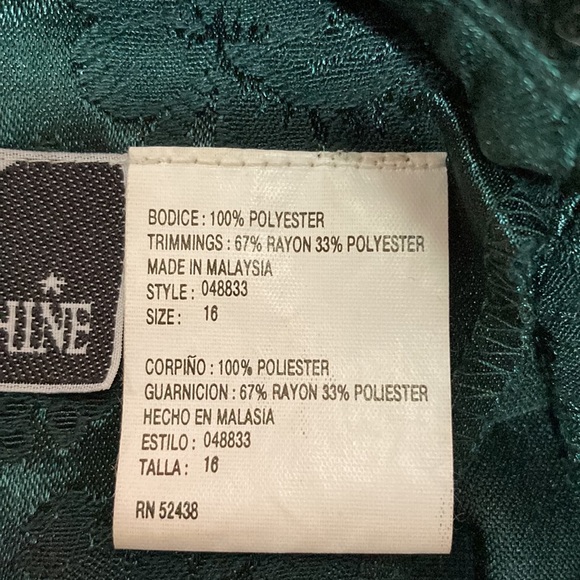 HINE
BODICE: 100% POLYESTER
TRIMMINGS: 67% RAYON 33% POLYESTER
MADE IN MALAYSIA
STYLE: 048833
SIZE: 16
CORPIÑO: 100% POLIESTER
GUARNICION: 67% RAYON 33% POLIESTER
HECHO EN MALASIA
ESTILO: 048833
TALLA: 16
RN 52438